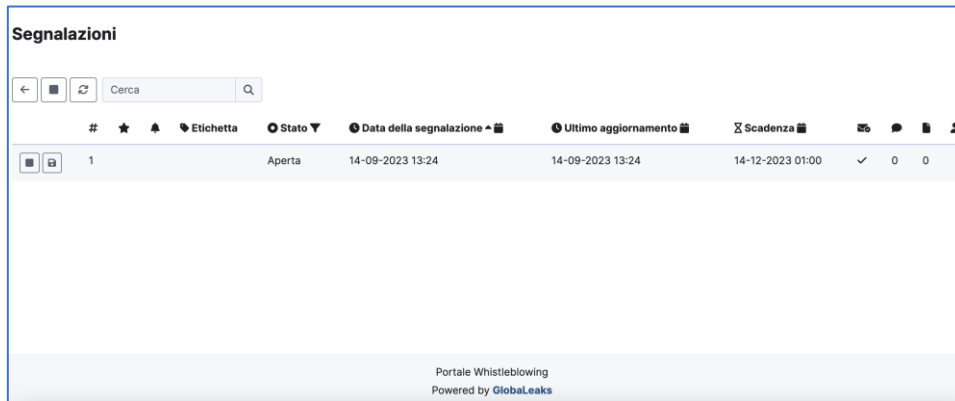 Segnalazioni
Cerca
# Etichetta Stato Data della segnalazione Ultimo aggiornamento Scadenza
1 Aperta 14-09-2023 13:24 14-09-2023 13:24 14-12-2023 01:00 0 0
Portale Whistleblowing
Powered by GlobaLeaks